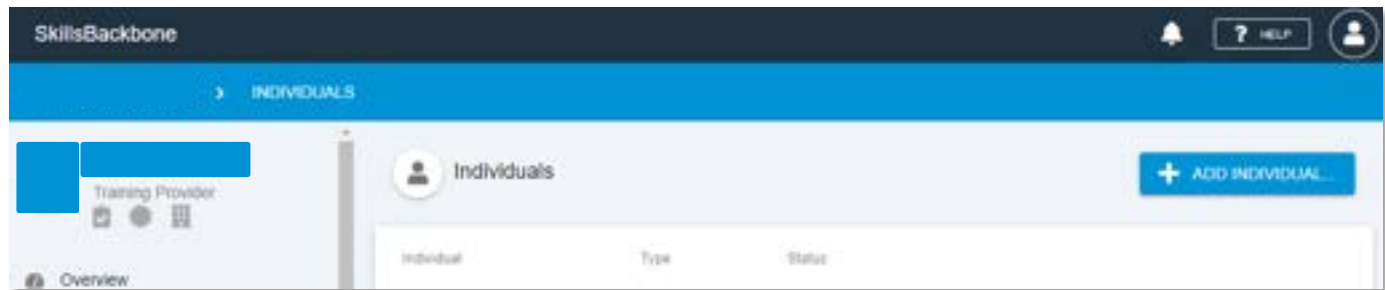 SkillsBackbone
? HELP
> INDIVIDUALS
Training Provider
Overview
Individuals
+ ADD INDIVIDUAL...
Individual Type Status